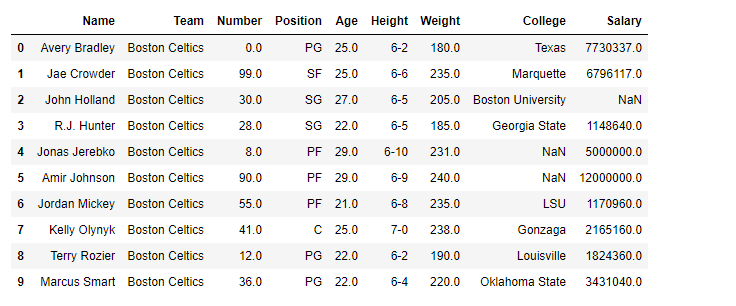 Name Team Number Position Age Height Weight College Salary
0 Avery Bradley Boston Celtics 0.0 PG 25.0 6-2 180.0 Texas 7730337.0
1 Jae Crowder Boston Celtics 99.0 SF 25.0 6-6 235.0 Marquette 6796117.0
2 John Holland Boston Celtics 30.0 SG 27.0 6-5 205.0 Boston University NaN
3 R.J. Hunter Boston Celtics 28.0 SG 22.0 6-5 185.0 Georgia State 1148640.0
4 Jonas Jerebko Boston Celtics 8.0 PF 29.0 6-10 231.0 NaN 5000000.0
5 Amir Johnson Boston Celtics 90.0 PF 29.0 6-9 240.0 NaN 12000000.0
6 Jordan Mickey Boston Celtics 55.0 PF 21.0 6-8 235.0 LSU 1170960.0
7 Kelly Olynyk Boston Celtics 41.0 C 25.0 7-0 238.0 Gonzaga 2165160.0
8 Terry Rozier Boston Celtics 12.0 PG 22.0 6-2 190.0 Louisville 1824360.0
9 Marcus Smart Boston Celtics 36.0 PG 22.0 6-4 220.0 Oklahoma State 3431040.0